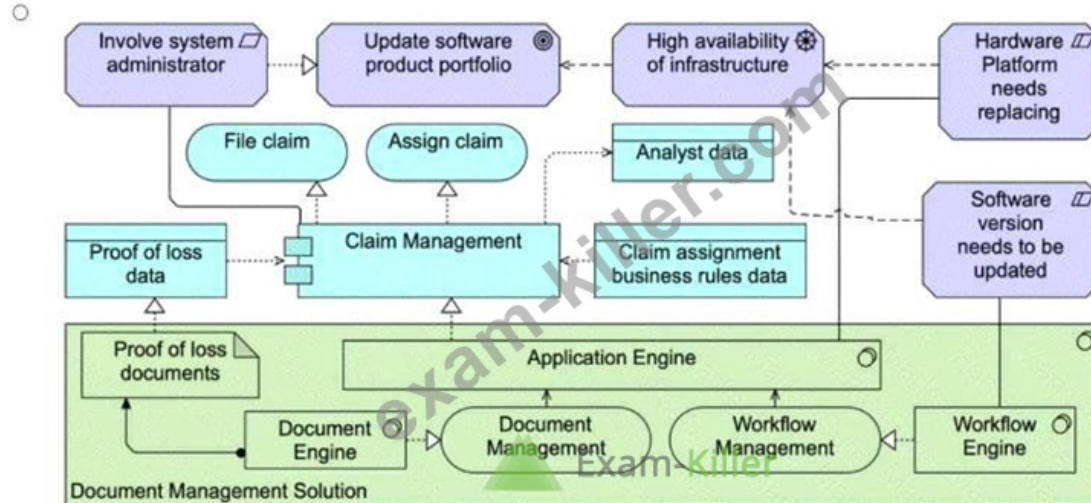 Involve system
administrator
Update software
product portfolio
High availability
of infrastructure
Hardware
Platform
needs
replacing
File claim
Assign claim
Analyst data
Software
version
needs to be
updated
Proof of loss
data
Claim Management
Claim assignment
business rules data
Proof of loss
documents
Application Engine
Document
Engine
Document
Management
Workflow
Management
Workflow
Engine
Document Management Solution
exam-killer.com
Exam-Killer